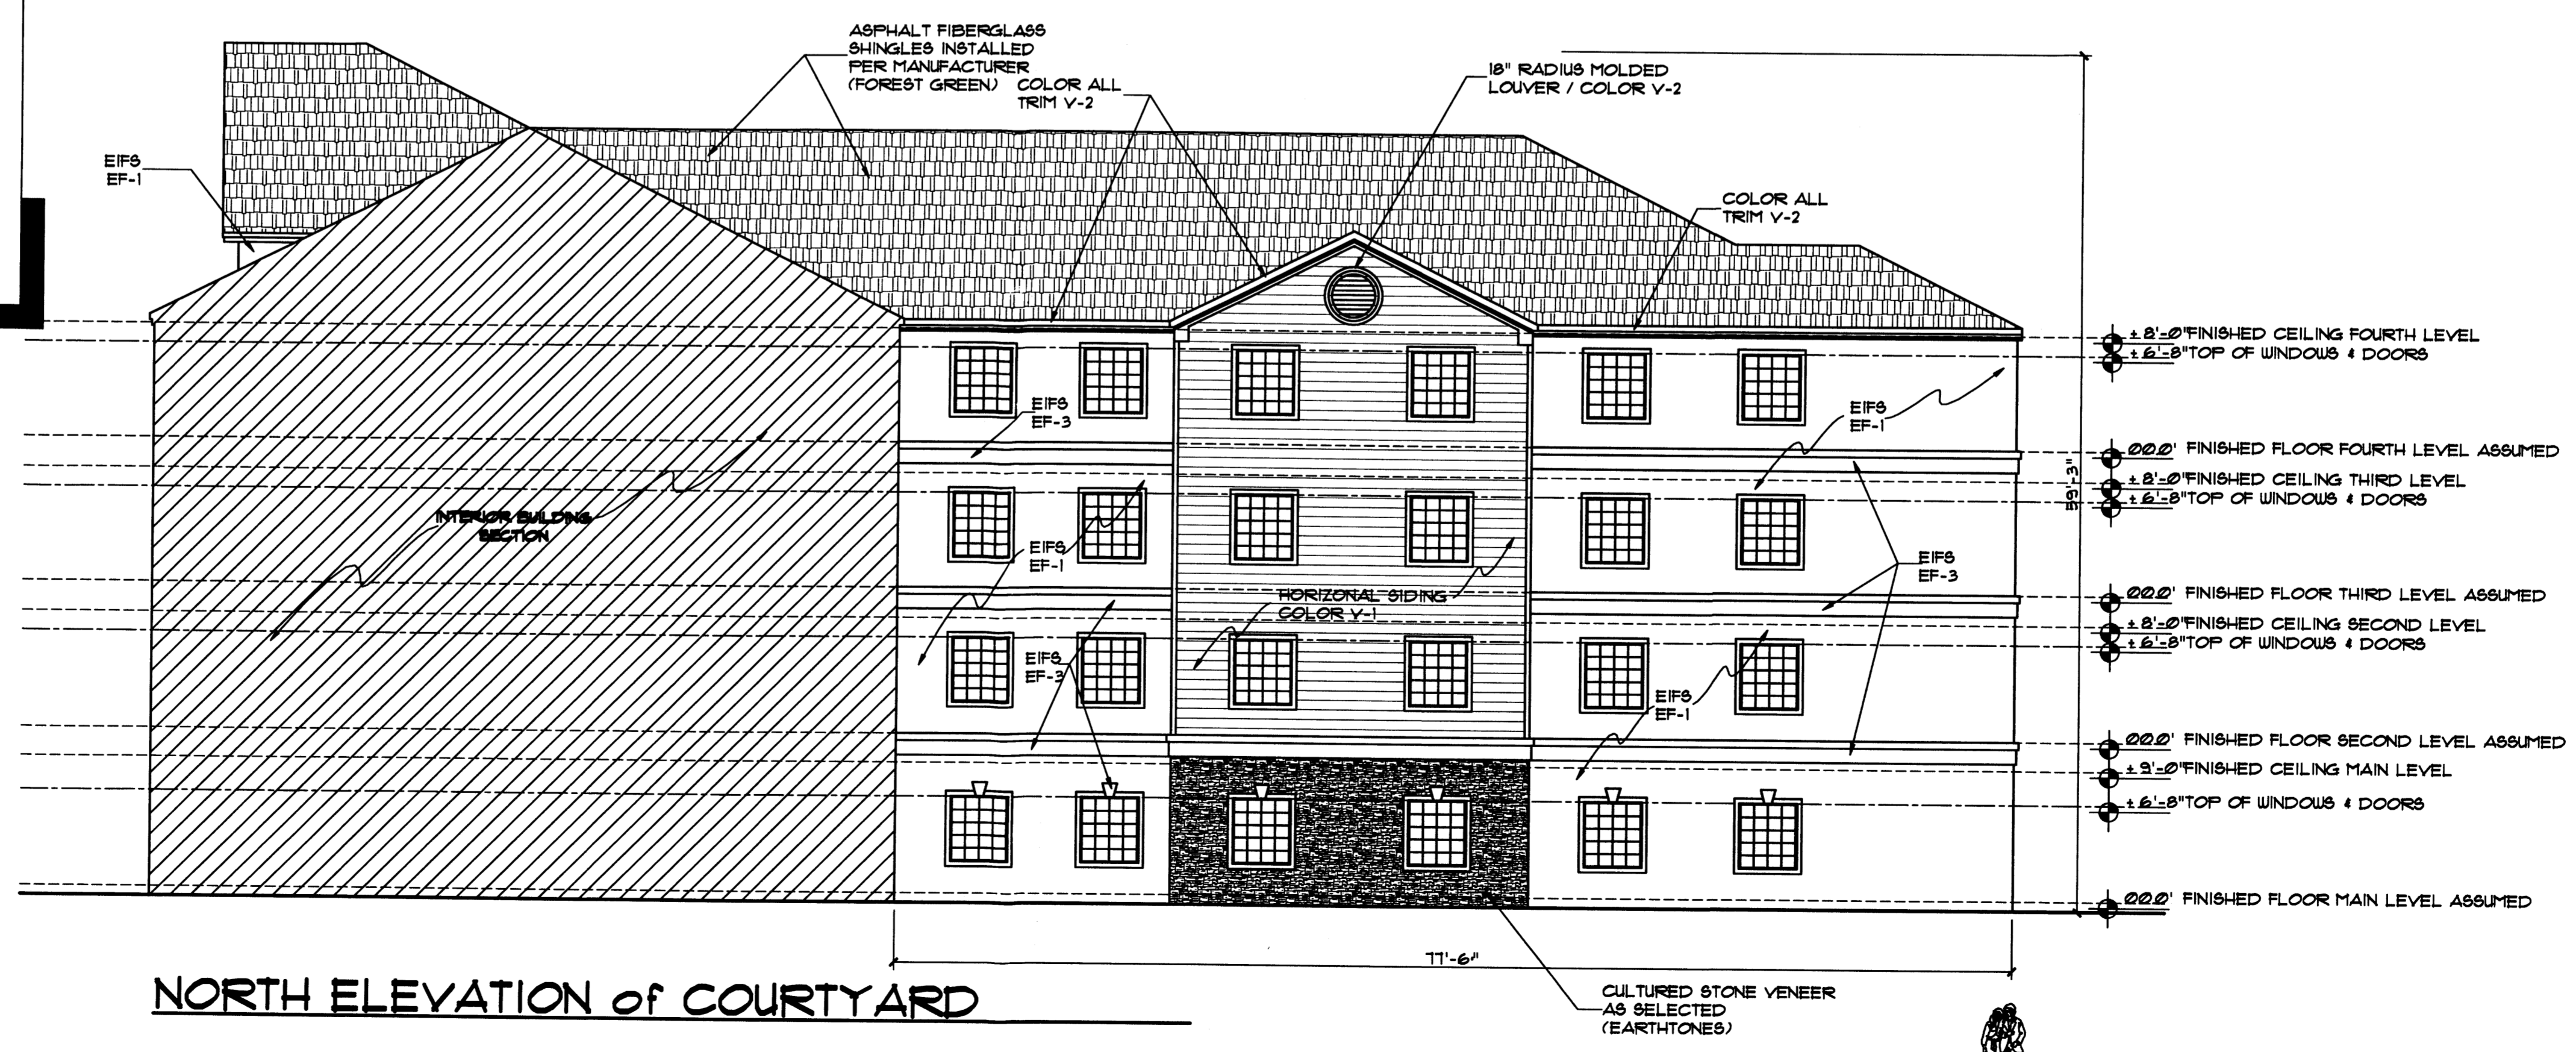 ASPHALT FIBERGLASS
SHINGLES INSTALLED
PER MANUFACTURER
(FOREST GREEN)
COLOR ALL
TRIM V-2
18" RADIUS MOLDED
LOUVER / COLOR V-2
EIFS
EF-1
COLOR ALL
TRIM V-2
± 8'-0" FINISHED CEILING FOURTH LEVEL
± 6'-8" TOP OF WINDOWS & DOORS
EIFS
EF-3
EIFS
EF-1
000' FINISHED FLOOR FOURTH LEVEL ASSUMED
± 8'-0" FINISHED CEILING THIRD LEVEL
± 6'-8" TOP OF WINDOWS & DOORS
59'-3"
INTERIOR BUILDING
SECTION
EIFS
EF-1
EIFS
EF-3
HORIZONAL SIDING
COLOR V-1
000' FINISHED FLOOR THIRD LEVEL ASSUMED
± 8'-0" FINISHED CEILING SECOND LEVEL
± 6'-8" TOP OF WINDOWS & DOORS
EIFS
EF-3
EIFS
EF-1
000' FINISHED FLOOR SECOND LEVEL ASSUMED
± 9'-0" FINISHED CEILING MAIN LEVEL
± 6'-8" TOP OF WINDOWS & DOORS
000' FINISHED FLOOR MAIN LEVEL ASSUMED
77'-6"
NORTH ELEVATION of COURTYARD
CULTURED STONE VENEER
AS SELECTED
(EARTHTONES)